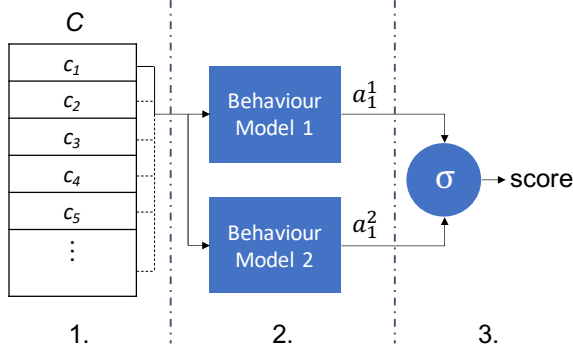 C
c₁
c₂
c₃
c₄
c₅
⋮
Behaviour
Model 1
a₁¹
Behaviour
Model 2
a₁²
σ
score
1.
2.
3.